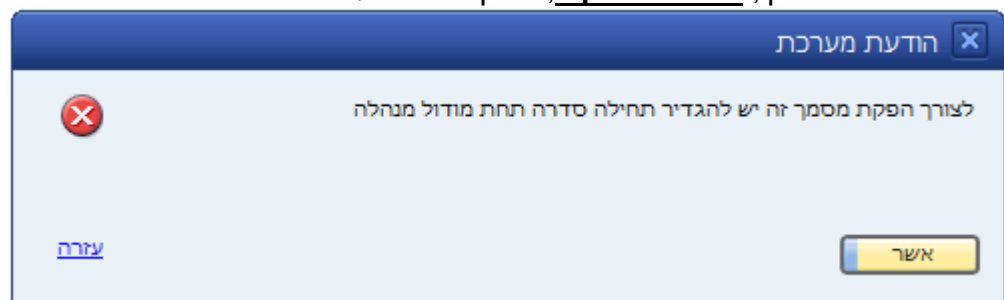 הודעת מערכת
לצורך הפקת מסמך זה יש להגדיר תחילה סדרה תחת מודול מנהלה
עזרה
אשר